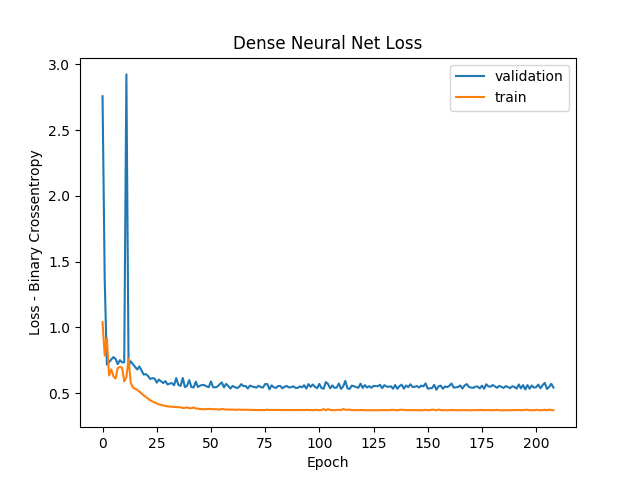 Dense Neural Net Loss
validation
train
Loss - Binary Crossentropy
3.0
2.5
2.0
1.5
1.0
0.5
0 25 50 75 100 125 150 175 200
Epoch